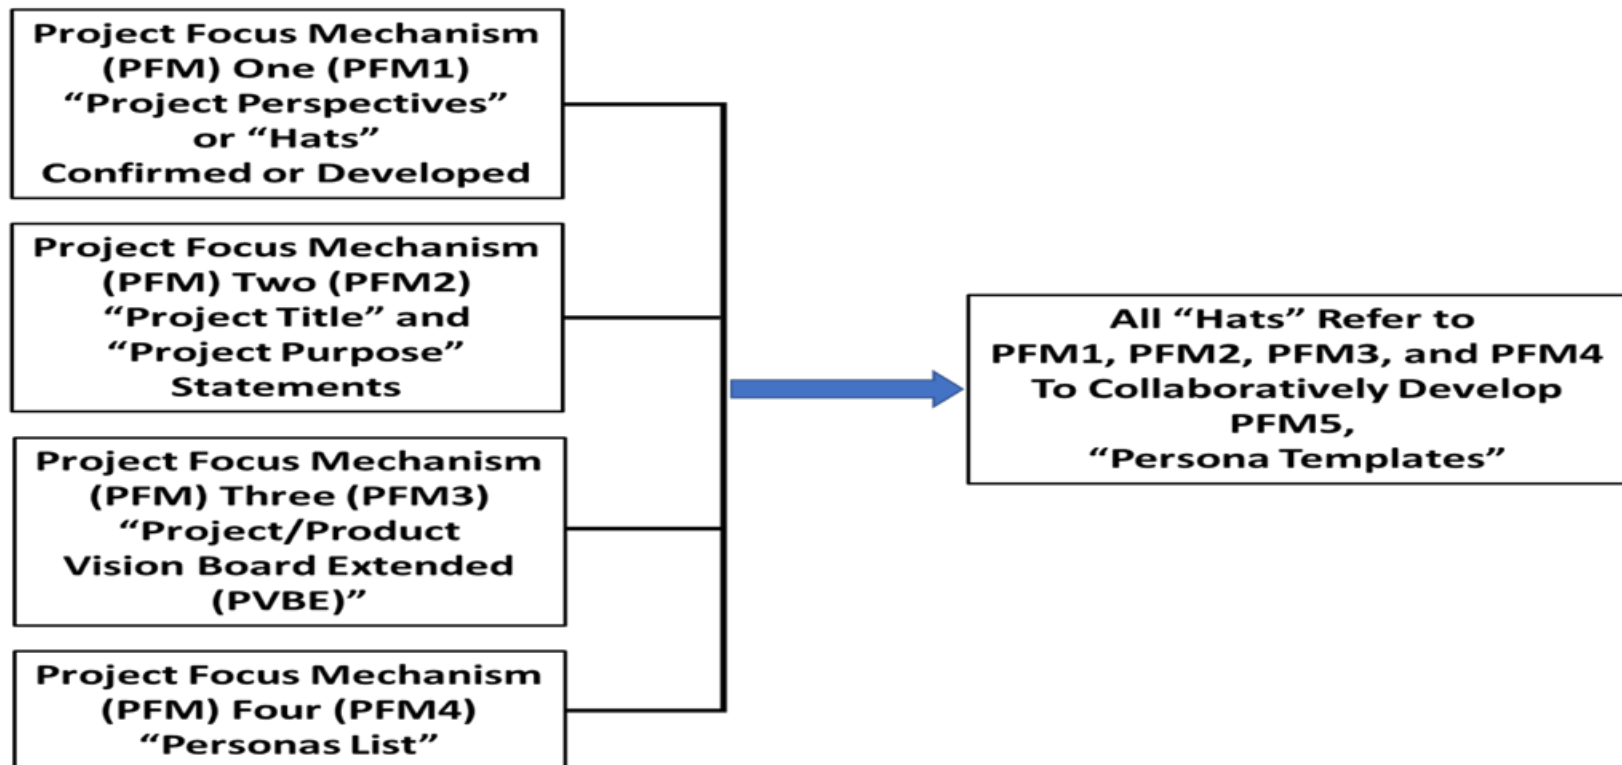 Project Focus Mechanism
(PFM) One (PFM1)
“Project Perspectives”
or “Hats”
Confirmed or Developed
Project Focus Mechanism
(PFM) Two (PFM2)
“Project Title” and
“Project Purpose”
Statements
Project Focus Mechanism
(PFM) Three (PFM3)
“Project/Product
Vision Board Extended
(PVBE)”
Project Focus Mechanism
(PFM) Four (PFM4)
“Personas List”
All “Hats” Refer to
PFM1, PFM2, PFM3, and PFM4
To Collaboratively Develop
PFM5,
“Persona Templates”